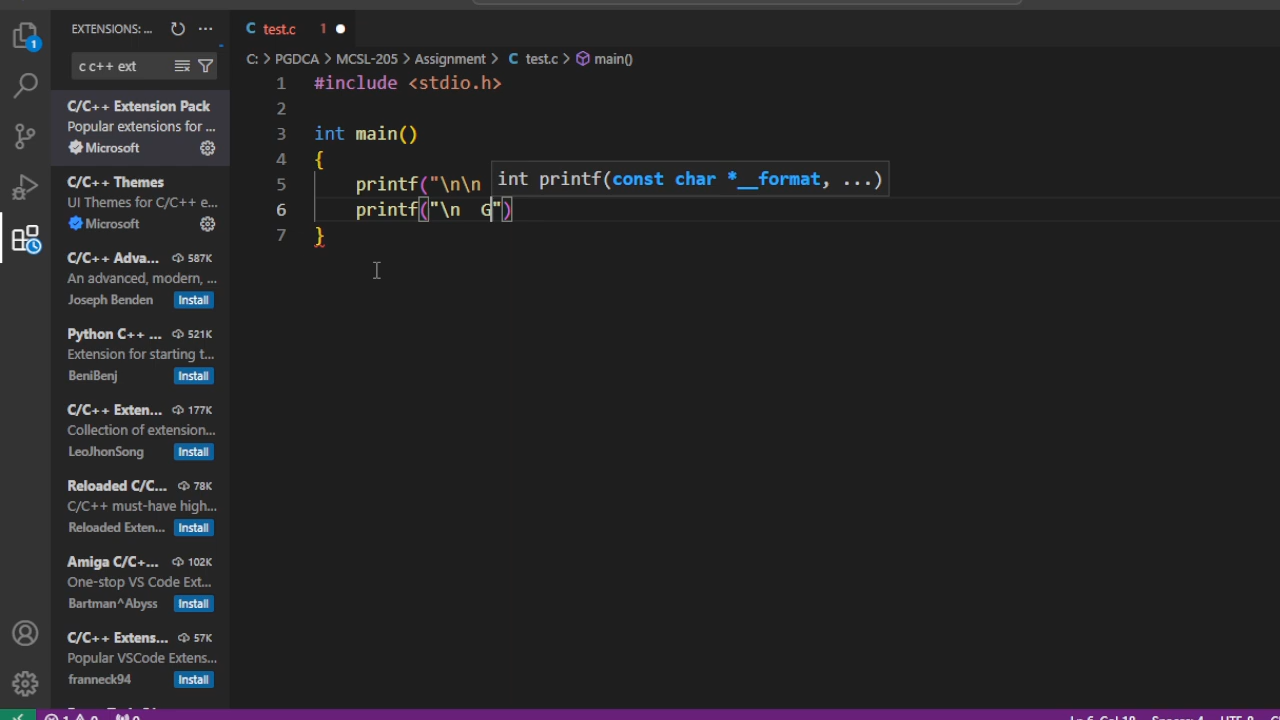 EXTENSIONS: ...
1
c c++ ext
C/C++ Extension Pack
Popular extensions for ...
Microsoft
C/C++ Themes
UI Themes for C/C++ e...
Microsoft
C/C++ Adva... 587K
An advanced, modern, ...
Joseph Benden Install
Python C++ ... 521K
Extension for starting t...
BeniBenj Install
C/C++ Exten... 177K
Collection of extension...
LeoJhonSong Install
Reloaded C/C... 78K
C/C++ must-have high...
Reloaded Exten... Install
Amiga C/C+... 102K
One-stop VS Code Ext...
Bartman^Abyss Install
C/C++ Extens... 57K
Popular VSCode Extens...
franneck94 Install
C test.c 1
C: > PGDCA > MCSL-205 > Assignment > C test.c > main()
1 #include <stdio.h>
2
3 int main()
4 {
5 printf("\n\n
int printf(const char *__format, ...)
6 printf("\n  G")
7 }